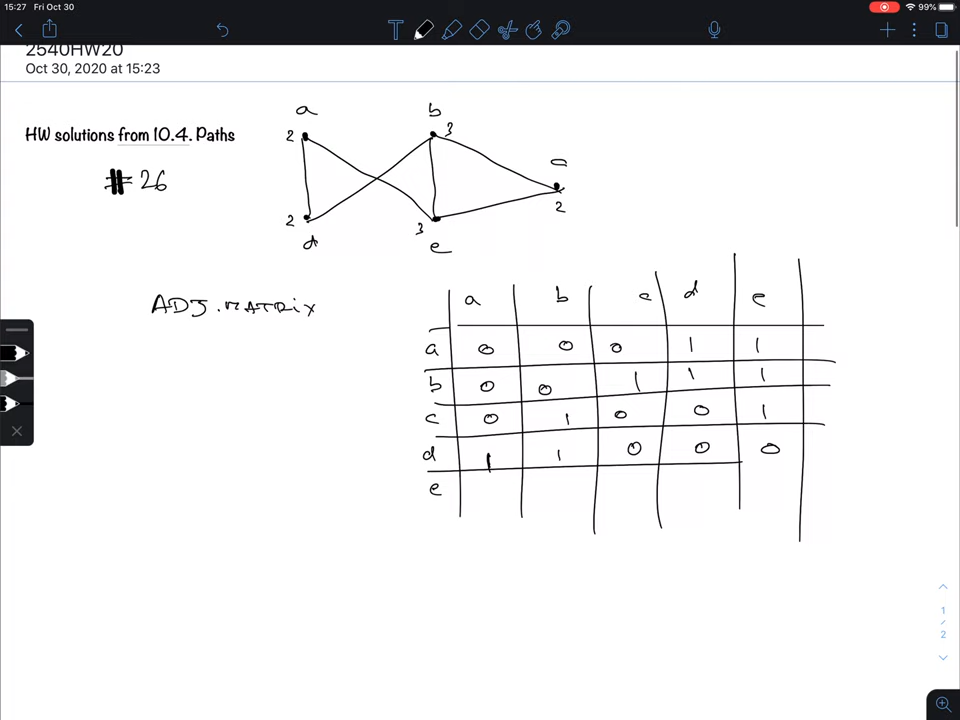 15:27 Fri Oct 30 99%
2540HW20
Oct 30, 2020 at 15:23
HW solutions from 10.4. Paths
# 26
a b
2 3
c
2
2 3
d e
ADJ. MATRIX
a b c d e
a 0 0 0 1 1
b 0 0 1 1 1
c 0 1 0 0 1
d 1 1 0 0 0
e
1
/
2